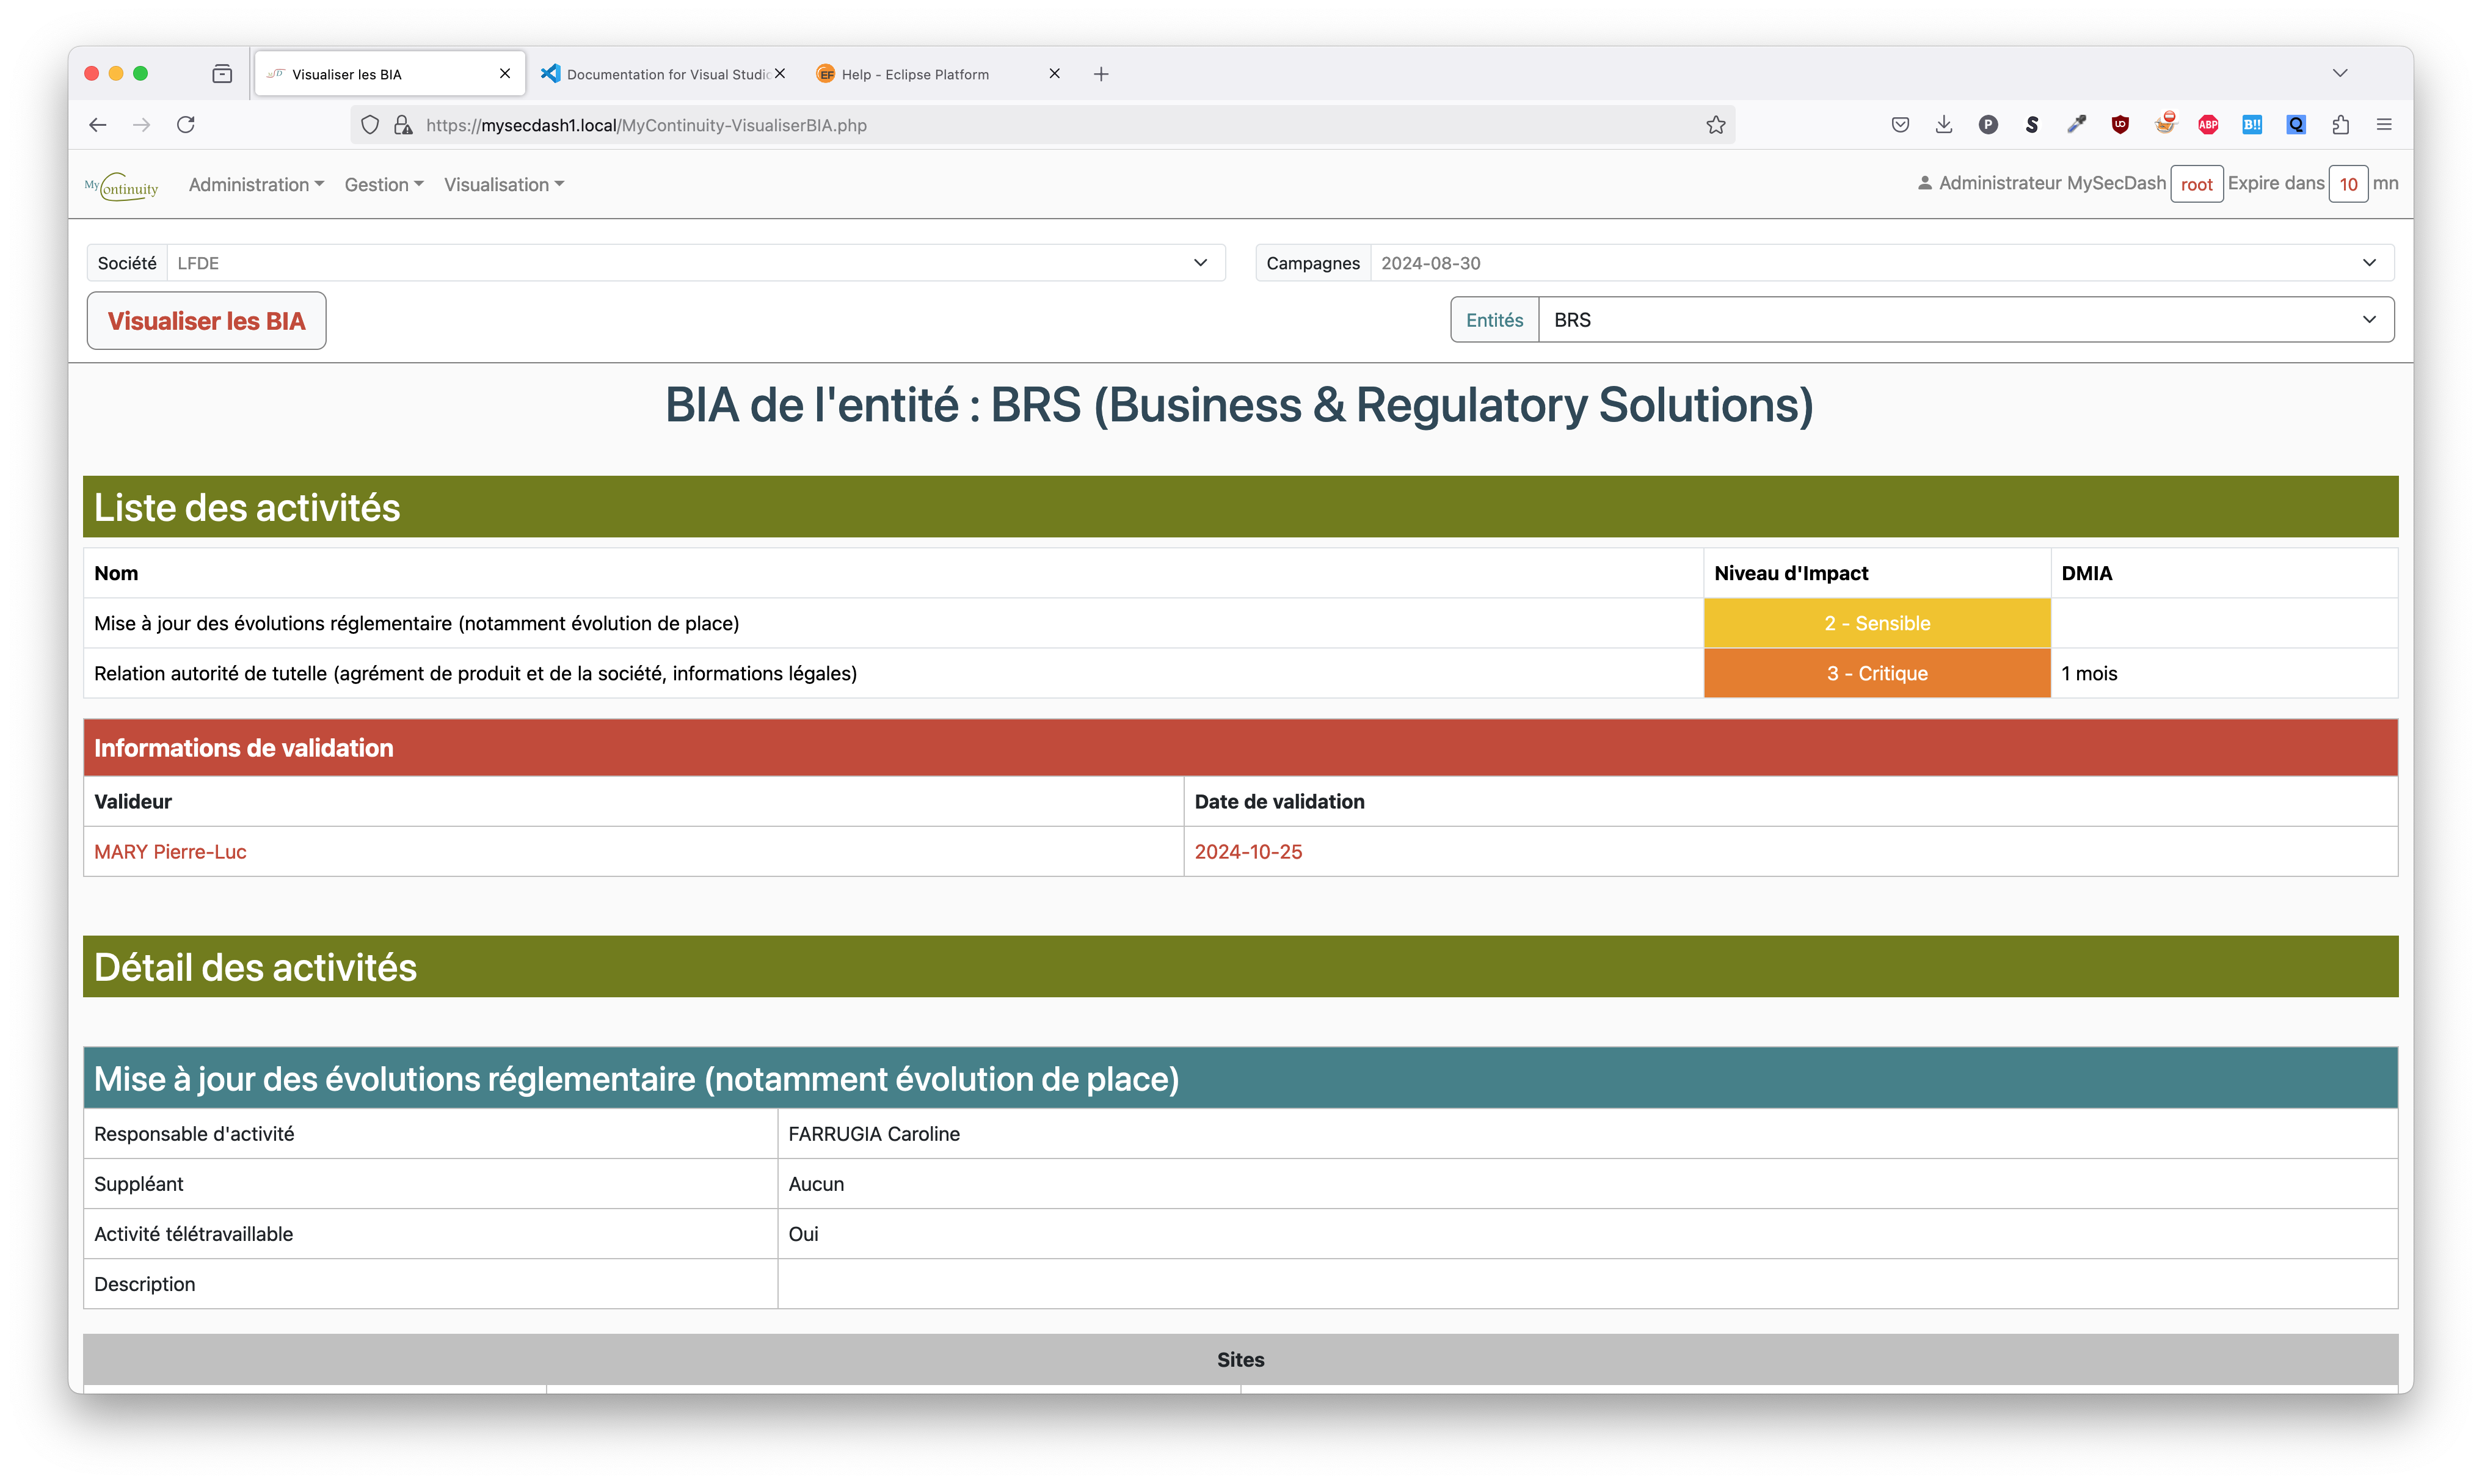 Visualiser les BIA
Documentation for Visual Studic
EF Help - Eclipse Platform
https://mysecdash1.local/MyContinuity-VisualiserBIA.php
P S UD ABP B!! Q
MyContinuity Administration Gestion Visualisation Administrateur MySecDash root Expire dans 10 mn
Société LFDE Campagnes 2024-08-30
Visualiser les BIA Entités BRS
BIA de l'entité : BRS (Business & Regulatory Solutions)
Liste des activités
Nom Niveau d'Impact DMIA
Mise à jour des évolutions réglementaire (notamment évolution de place) 2 - Sensible
Relation autorité de tutelle (agrément de produit et de la société, informations légales) 3 - Critique 1 mois
Informations de validation
Valideur Date de validation
MARY Pierre-Luc 2024-10-25
Détail des activités
Mise à jour des évolutions réglementaire (notamment évolution de place)
Responsable d'activité FARRUGIA Caroline
Suppléant Aucun
Activité télétravaillable Oui
Description
Sites